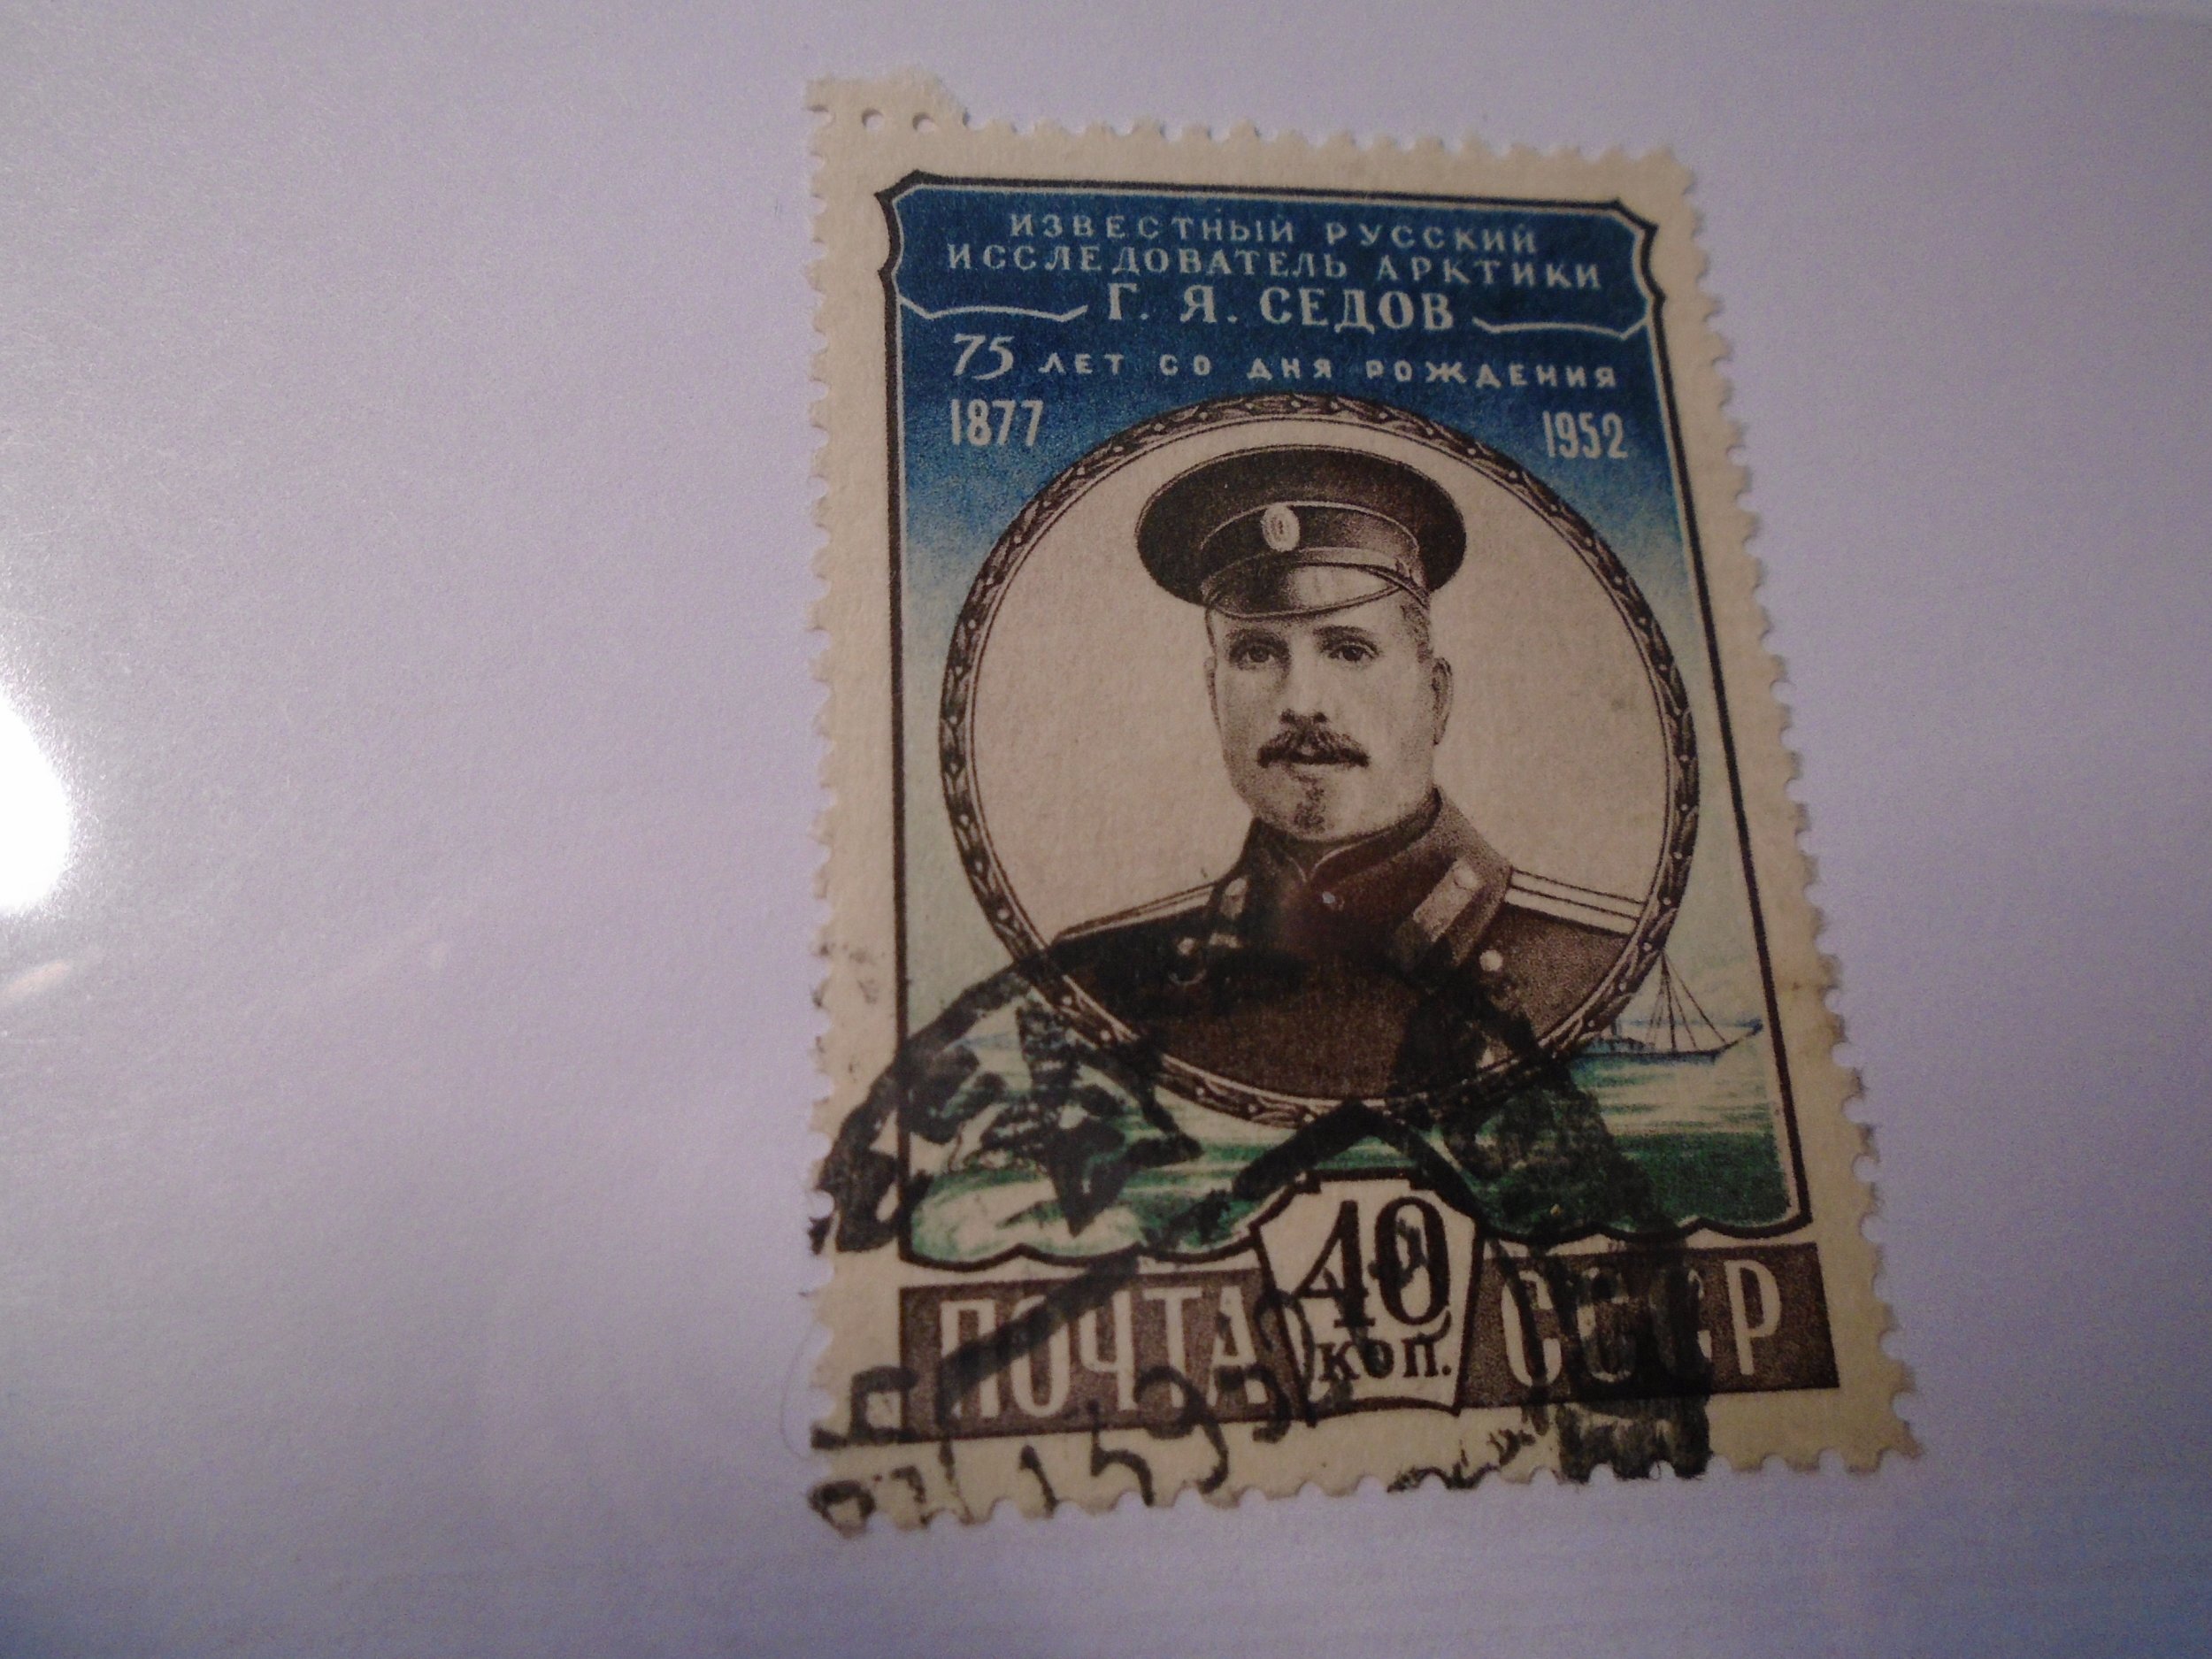 ИЗВЕСТНЫЙ РУССКИЙ
ИССЛЕДОВАТЕЛЬ АРКТИКИ
Г. Я. СЕДОВ
75 ЛЕТ СО ДНЯ РОЖДЕНИЯ
1877 1952
40
КОП.
ПОЧТА СССР